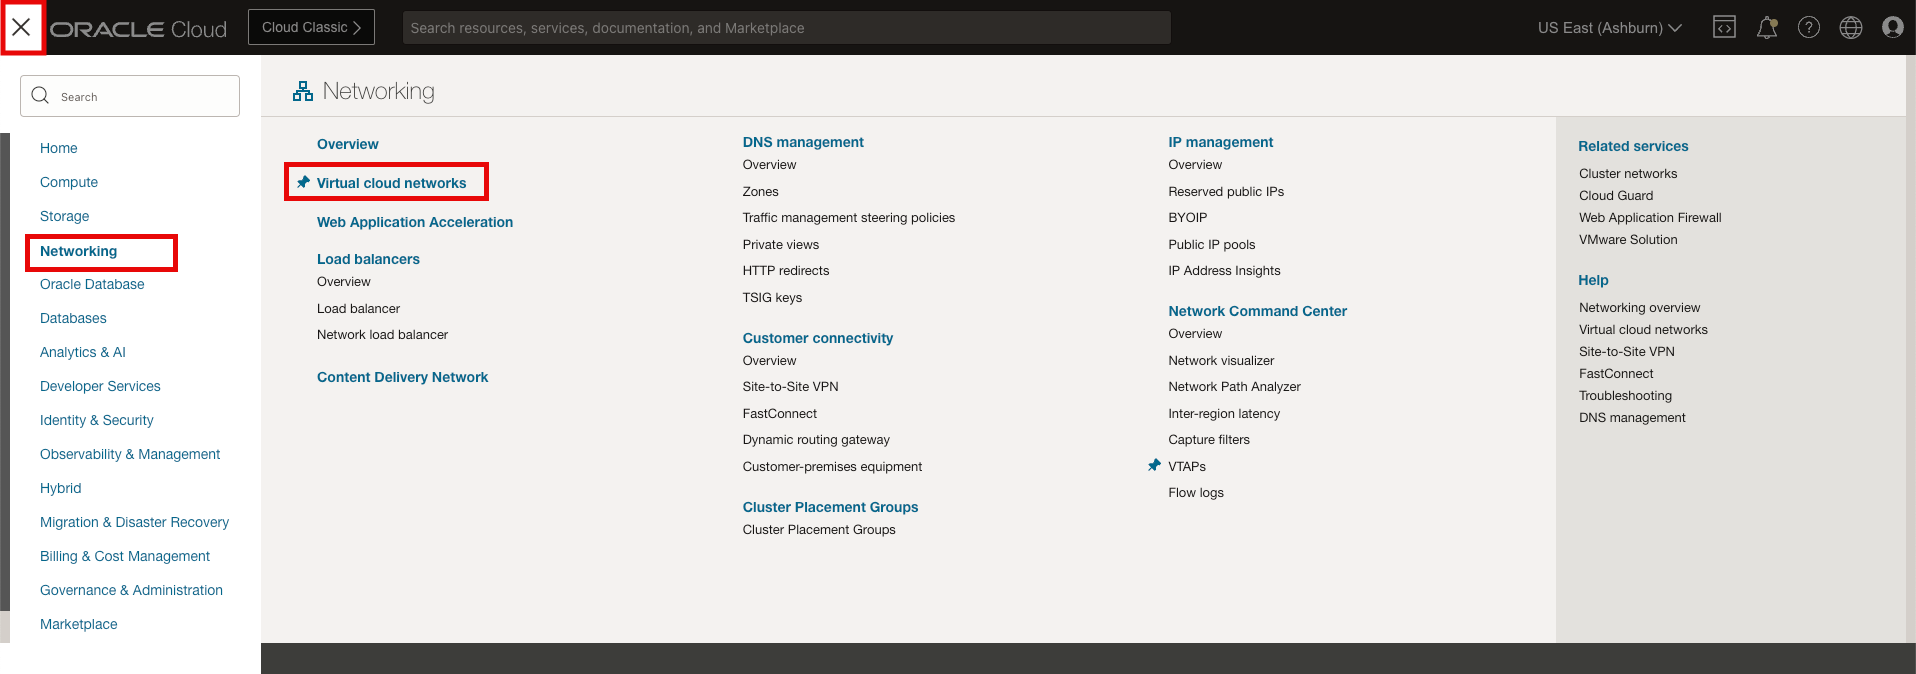 ORACLE Cloud
Cloud Classic
Search resources, services, documentation, and Marketplace
US East (Ashburn)
Search
Home
Compute
Storage
Networking
Oracle Database
Databases
Analytics & AI
Developer Services
Identity & Security
Observability & Management
Hybrid
Migration & Disaster Recovery
Billing & Cost Management
Governance & Administration
Marketplace
Networking
Overview
Virtual cloud networks
Web Application Acceleration
Load balancers
Overview
Load balancer
Network load balancer
Content Delivery Network
DNS management
Overview
Zones
Traffic management steering policies
Private views
HTTP redirects
TSIG keys
Customer connectivity
Overview
Site-to-Site VPN
FastConnect
Dynamic routing gateway
Customer-premises equipment
Cluster Placement Groups
Cluster Placement Groups
IP management
Overview
Reserved public IPs
BYOIP
Public IP pools
IP Address Insights
Network Command Center
Overview
Network visualizer
Network Path Analyzer
Inter-region latency
Capture filters
VTAPs
Flow logs
Related services
Cluster networks
Cloud Guard
Web Application Firewall
VMware Solution
Help
Networking overview
Virtual cloud networks
Site-to-Site VPN
FastConnect
Troubleshooting
DNS management